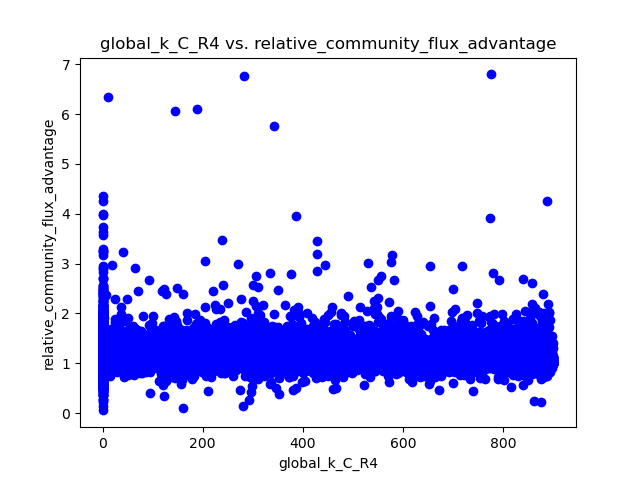 global_k_C_R4 vs. relative_community_flux_advantage
7
6
5
4
3
2
1
0
relative_community_flux_advantage
0 200 400 600 800
global_k_C_R4